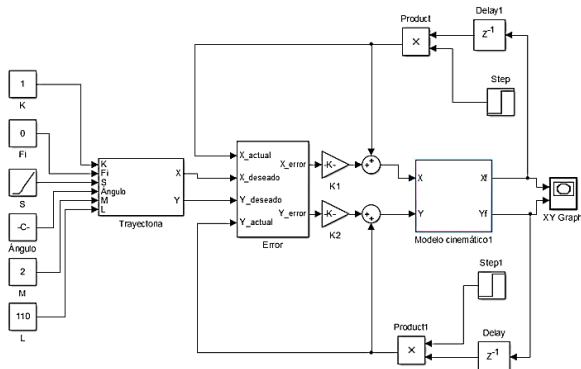 Product
Delay1
z-1
×
Step
1
K
0
Fi
S
-C-
Ángulo
M
2
M
110
L
K
Fi
S
Ángulo
M
L
X
Y
Trayectoria
X_actual
X_deseado
Y_deseado
Y_actual
X_error
Y_error
Error
-K-
K1
-K-
K2
X
Y
Xf
Yf
Modelo cinemático1
XY Graph
Step1
Product1
×
Delay
z-1